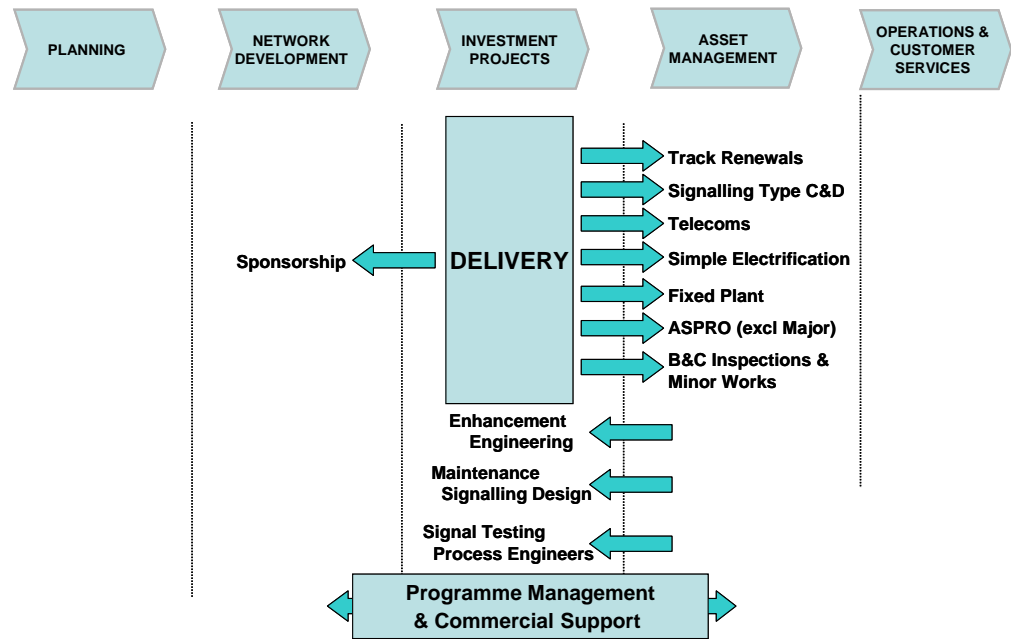 PLANNING
NETWORK
DEVELOPMENT
INVESTMENT
PROJECTS
ASSET
MANAGEMENT
OPERATIONS &
CUSTOMER
SERVICES
Track Renewals
Signalling Type C&D
Telecoms
Sponsorship
DELIVERY
Simple Electrification
Fixed Plant
ASPRO (excl Major)
B&C Inspections &
Minor Works
Enhancement
Engineering
Maintenance
Signalling Design
Signal Testing
Process Engineers
Programme Management
& Commercial Support